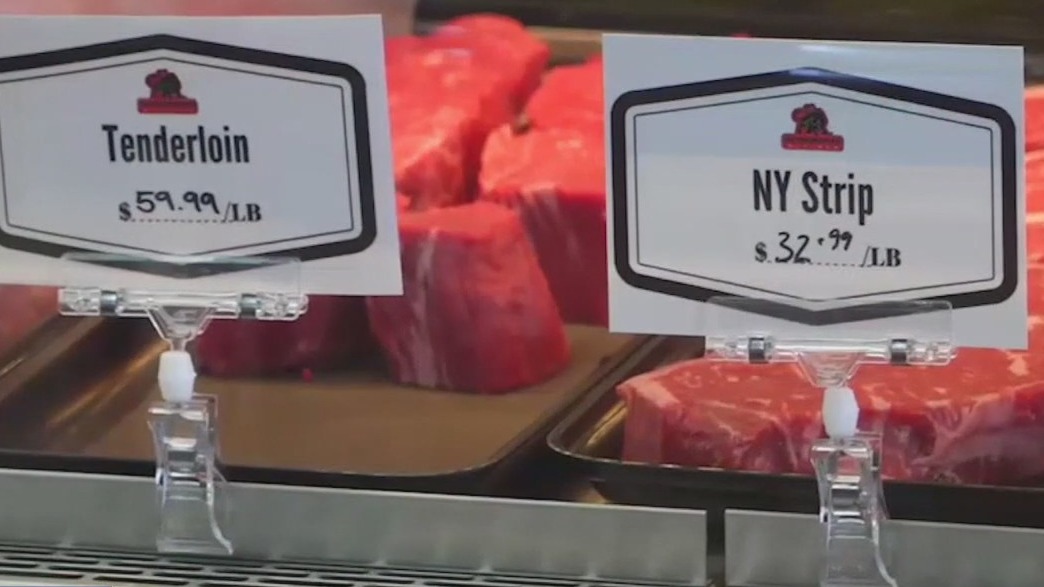 Tenderloin
$59.99/LB
NY Strip
$32.99/LB